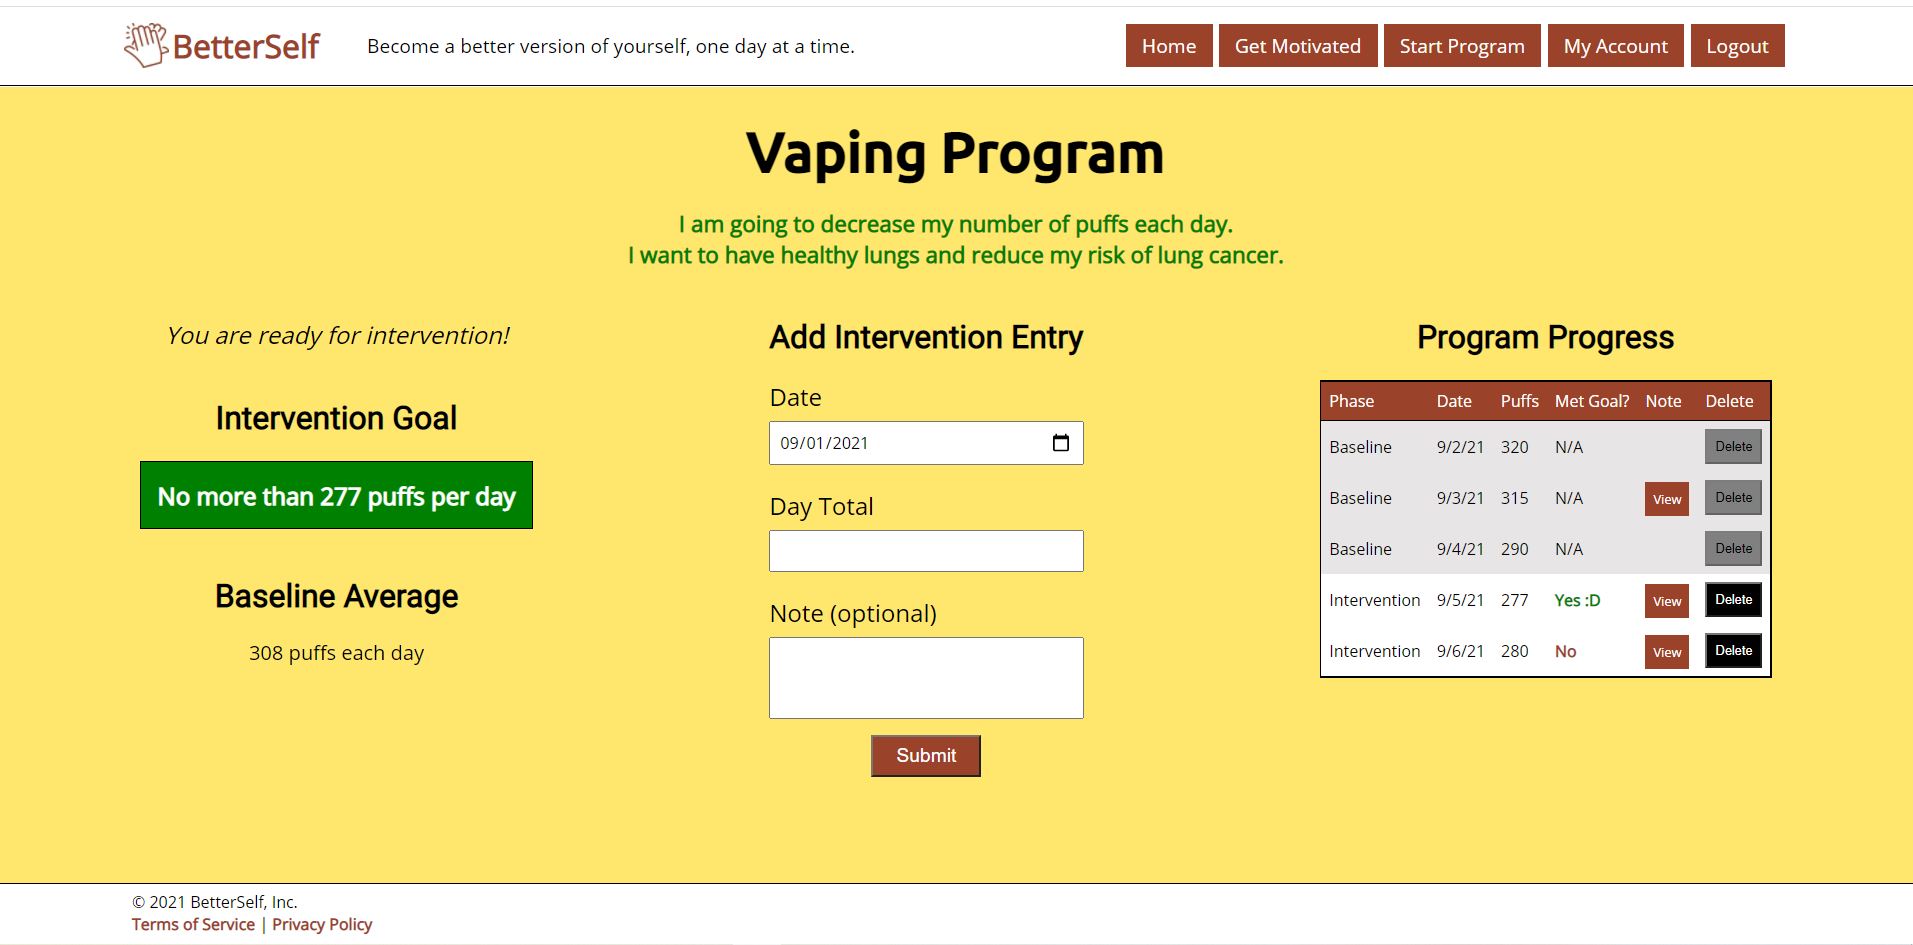 BetterSelf
Become a better version of yourself, one day at a time.
Home Get Motivated Start Program My Account Logout
Vaping Program
I am going to decrease my number of puffs each day.
I want to have healthy lungs and reduce my risk of lung cancer.
You are ready for intervention!
Intervention Goal
No more than 277 puffs per day
Baseline Average
308 puffs each day
Add Intervention Entry
Date
09/01/2021
Day Total
Note (optional)
Submit
Program Progress
Phase Date Puffs Met Goal? Note Delete
Baseline 9/2/21 320 N/A Delete
Baseline 9/3/21 315 N/A View Delete
Baseline 9/4/21 290 N/A Delete
Intervention 9/5/21 277 Yes :D View Delete
Intervention 9/6/21 280 No View Delete
© 2021 BetterSelf, Inc.
Terms of Service | Privacy Policy